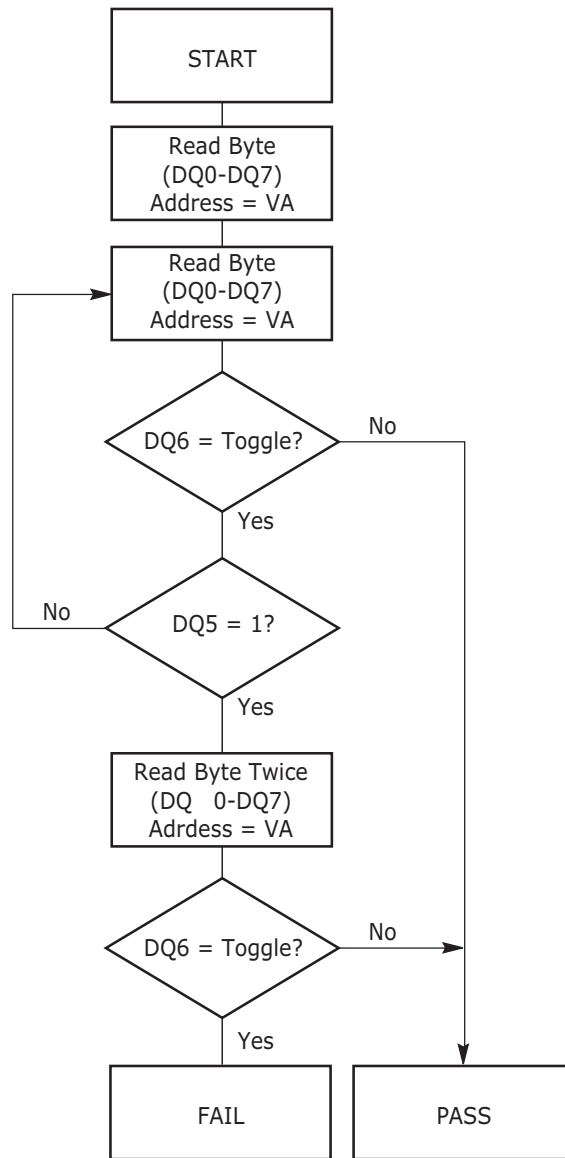 START
Read Byte
(DQ0-DQ7)
Address = VA
Read Byte
(DQ0-DQ7)
Address = VA
DQ6 = Toggle?
No
Yes
No
DQ5 = 1?
Yes
Read Byte Twice
(DQ 0-DQ7)
Adrdess = VA
DQ6 = Toggle?
No
Yes
FAIL
PASS